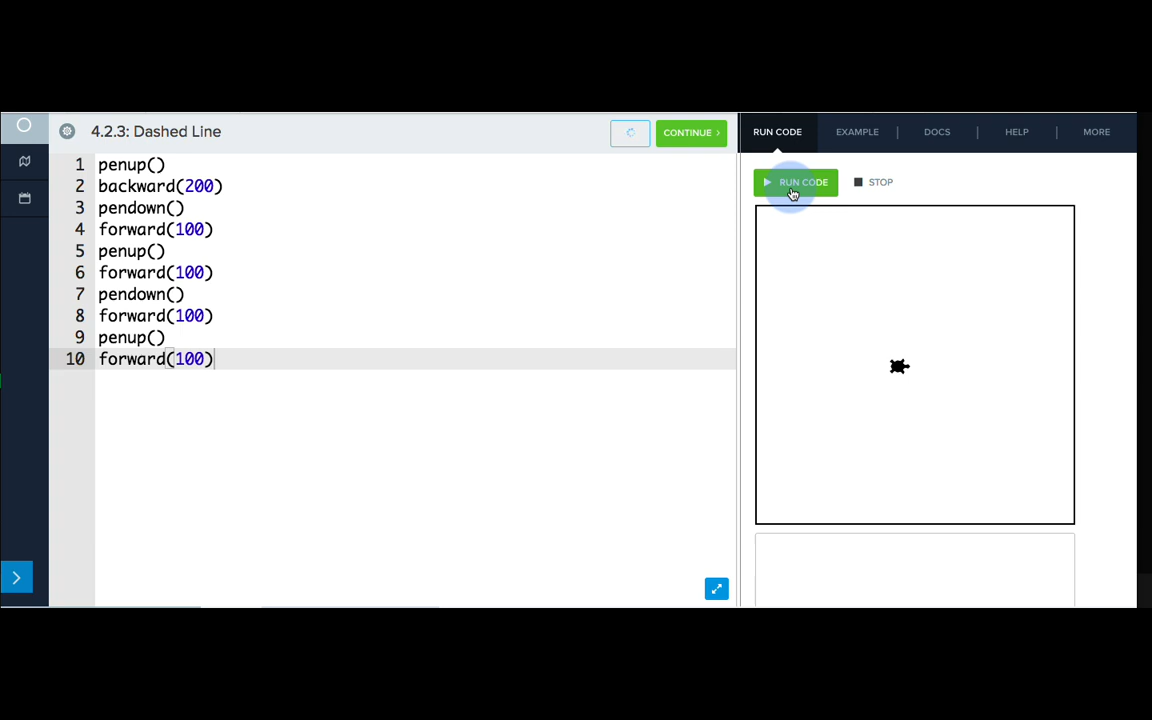 4.2.3: Dashed Line
CONTINUE >
RUN CODE
EXAMPLE
DOCS
HELP
MORE
RUN CODE
STOP
1 penup()
2 backward(200)
3 pendown()
4 forward(100)
5 penup()
6 forward(100)
7 pendown()
8 forward(100)
9 penup()
10 forward(100)